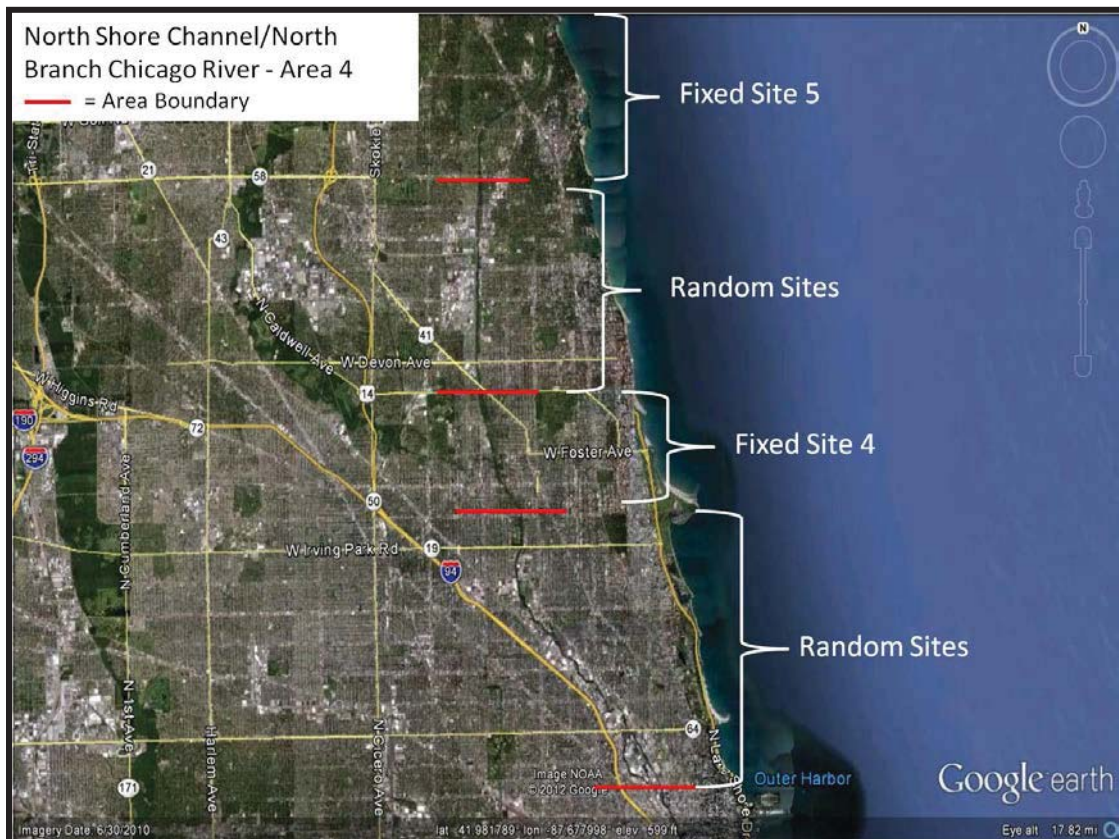 North Shore Channel/North
Branch Chicago River - Area 4
= Area Boundary
N
Fixed Site 5
Tri-State
Skokie
21
58
43
Random Sites
N Caldwell Ave
41
W Devon Ave
W Higgins Rd
14
190
72
Fixed Site 4
W Foster Ave
294
N Cumberland Ave
50
W Irving Park Rd
19
94
Random Sites
N 1st Ave
Harlem Ave
N Cicero Ave
64
171
Image NOAA
© 2012 Google
Outer Harbor
Google earth
Imagery Date: 6/30/2010
lat 41.981789° lon -87.677998° elev 599 ft
Eye alt 17.82 mi